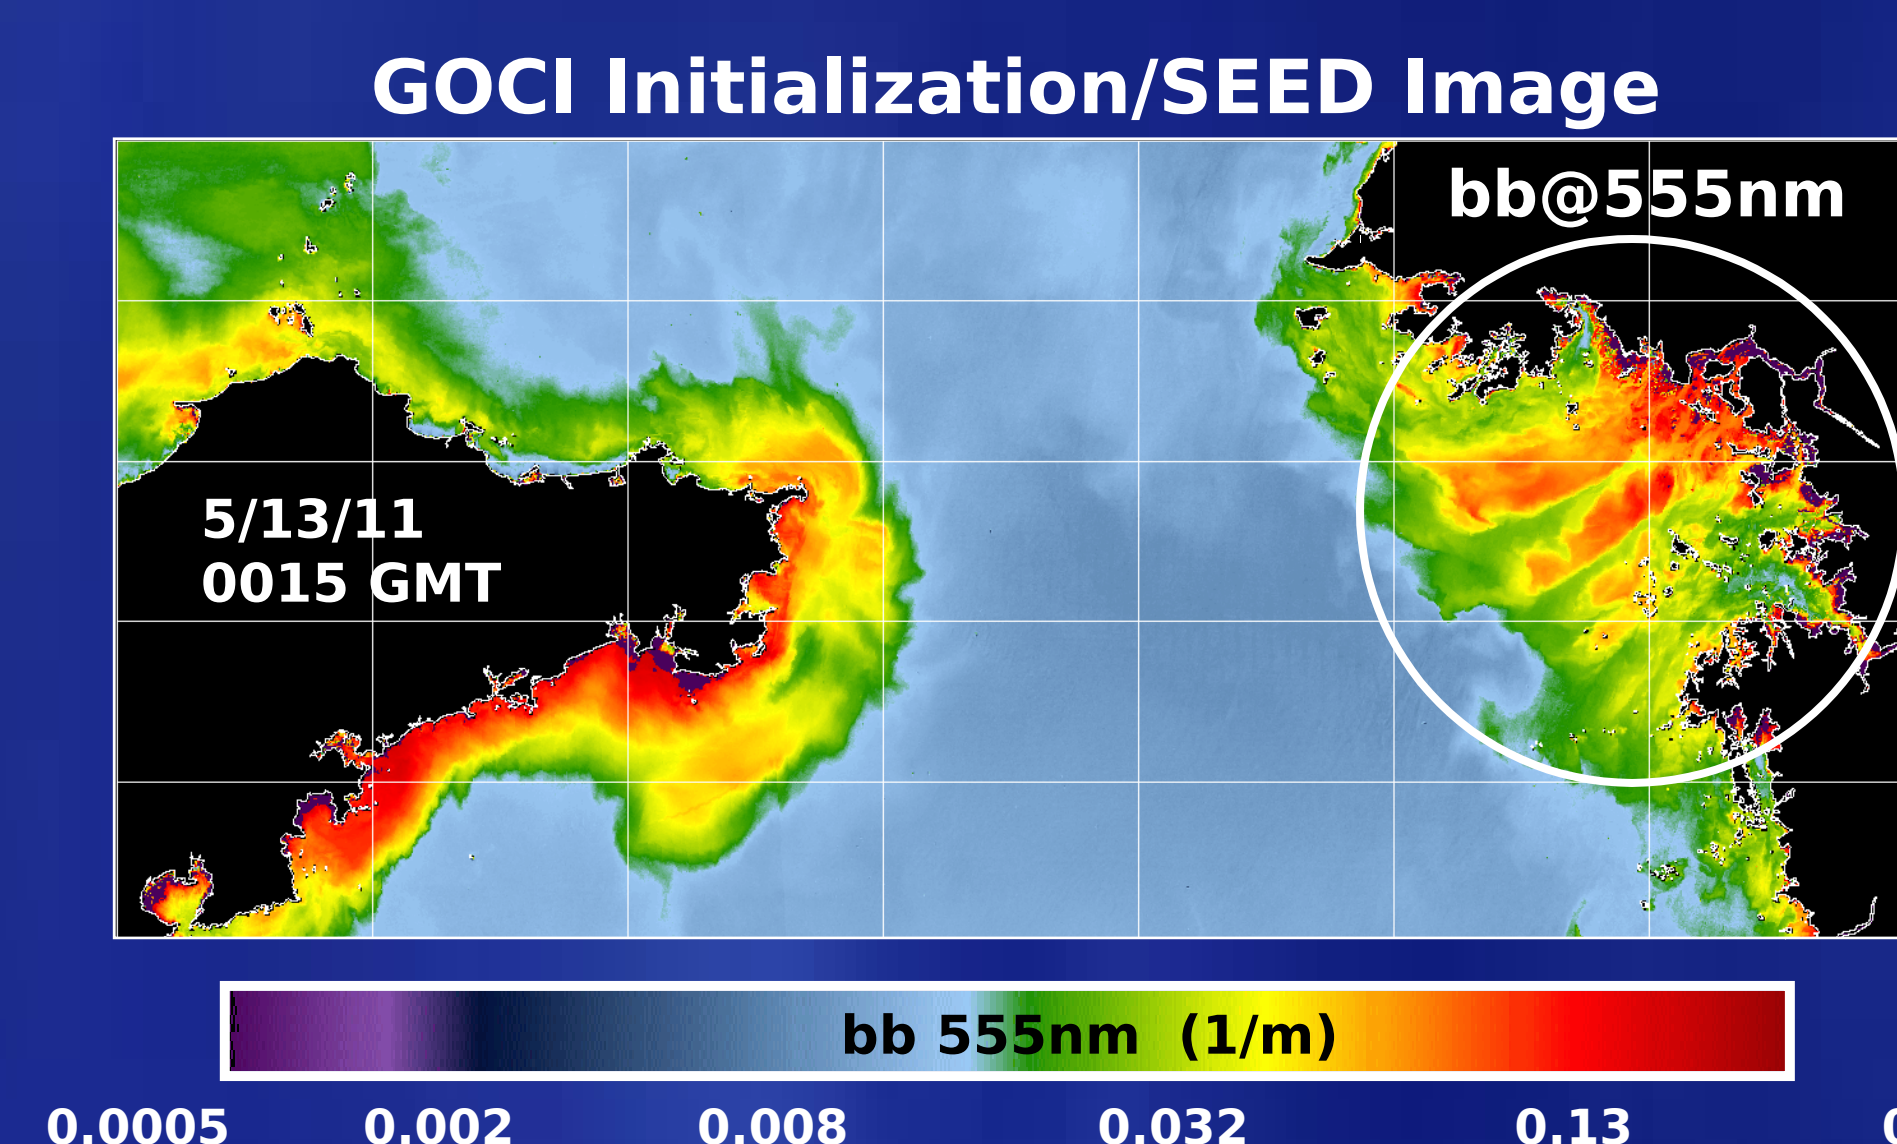 GOCI Initialization/SEED Image
bb@555nm
5/13/11
0015 GMT
bb 555nm (1/m)
0.0005 0.002 0.008 0.032 0.13